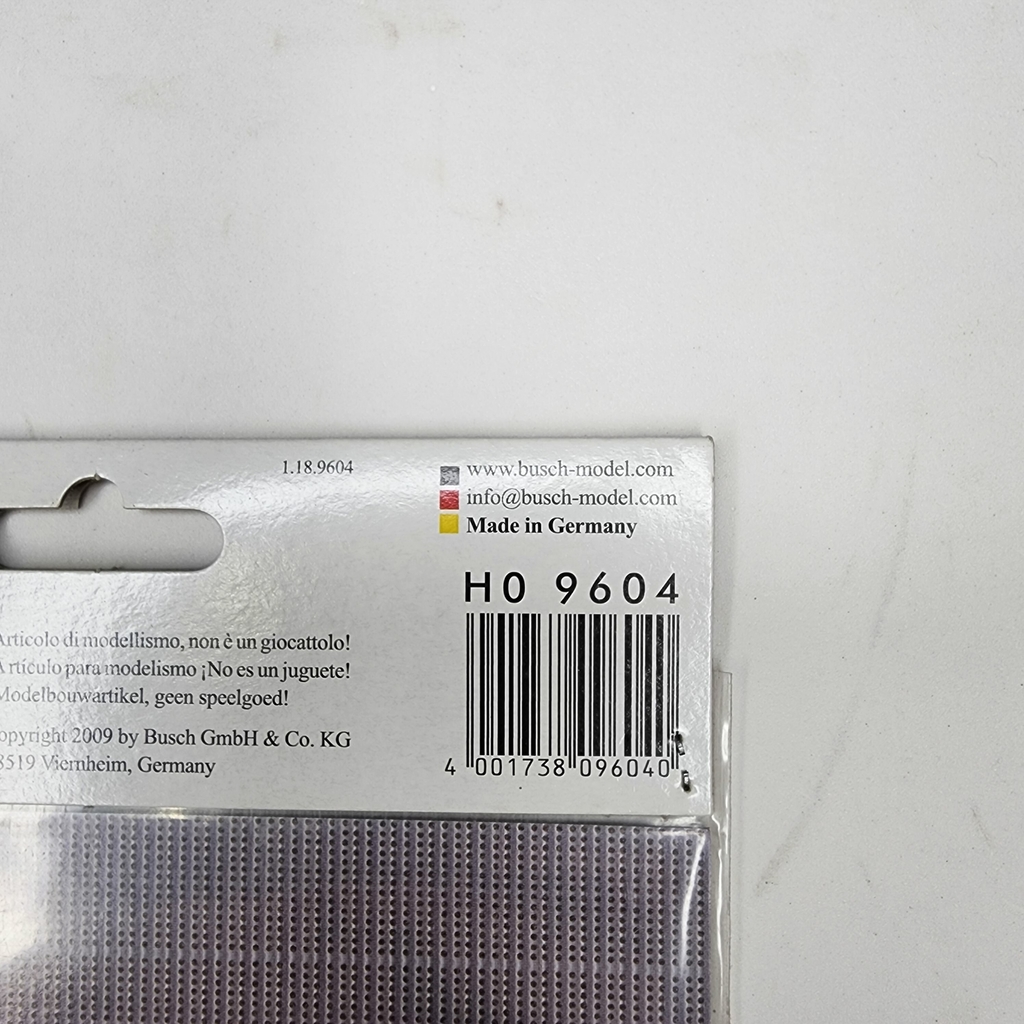 1.18.9604
www.busch-model.com
info@busch-model.com
Made in Germany
H0 9604
Articolo di modellismo, non è un giocattolo!
Artículo para modelismo ¡No es un juguete!
Modelbouwartikel, geen speelgoed!
opyright 2009 by Busch GmbH & Co. KG
8519 Viernheim, Germany
4 001738 096040